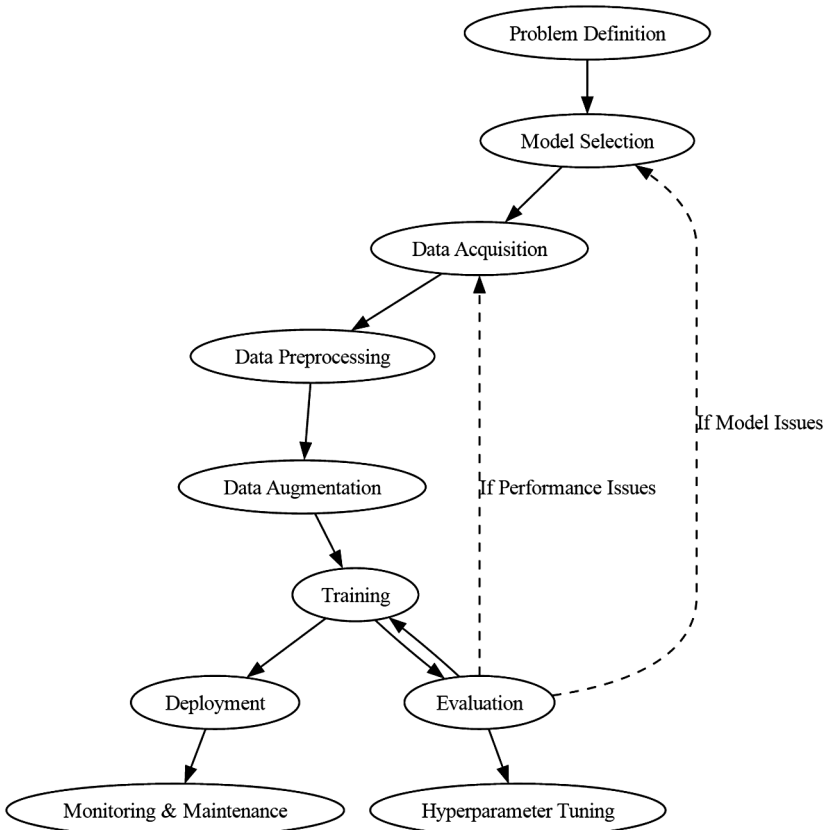 Problem Definition
Model Selection
Data Acquisition
Data Preprocessing
If Model Issues
Data Augmentation
If Performance Issues
Training
Deployment
Evaluation
Monitoring & Maintenance
Hyperparameter Tuning